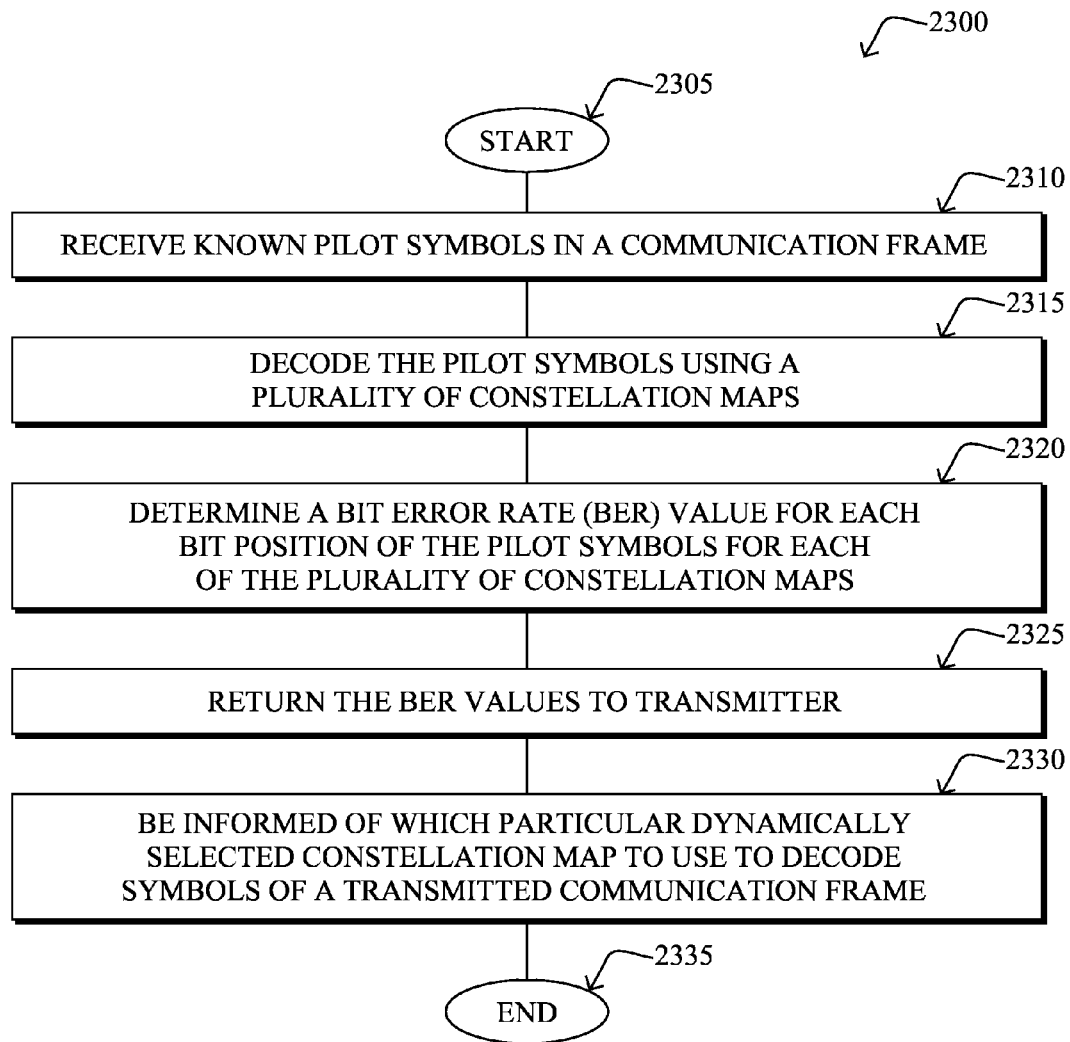 2300
2305
START
2310
RECEIVE KNOWN PILOT SYMBOLS IN A COMMUNICATION FRAME
2315
DECODE THE PILOT SYMBOLS USING A
PLURALITY OF CONSTELLATION MAPS
2320
DETERMINE A BIT ERROR RATE (BER) VALUE FOR EACH
BIT POSITION OF THE PILOT SYMBOLS FOR EACH
OF THE PLURALITY OF CONSTELLATION MAPS
2325
RETURN THE BER VALUES TO TRANSMITTER
2330
BE INFORMED OF WHICH PARTICULAR DYNAMICALLY
SELECTED CONSTELLATION MAP TO USE TO DECODE
SYMBOLS OF A TRANSMITTED COMMUNICATION FRAME
2335
END